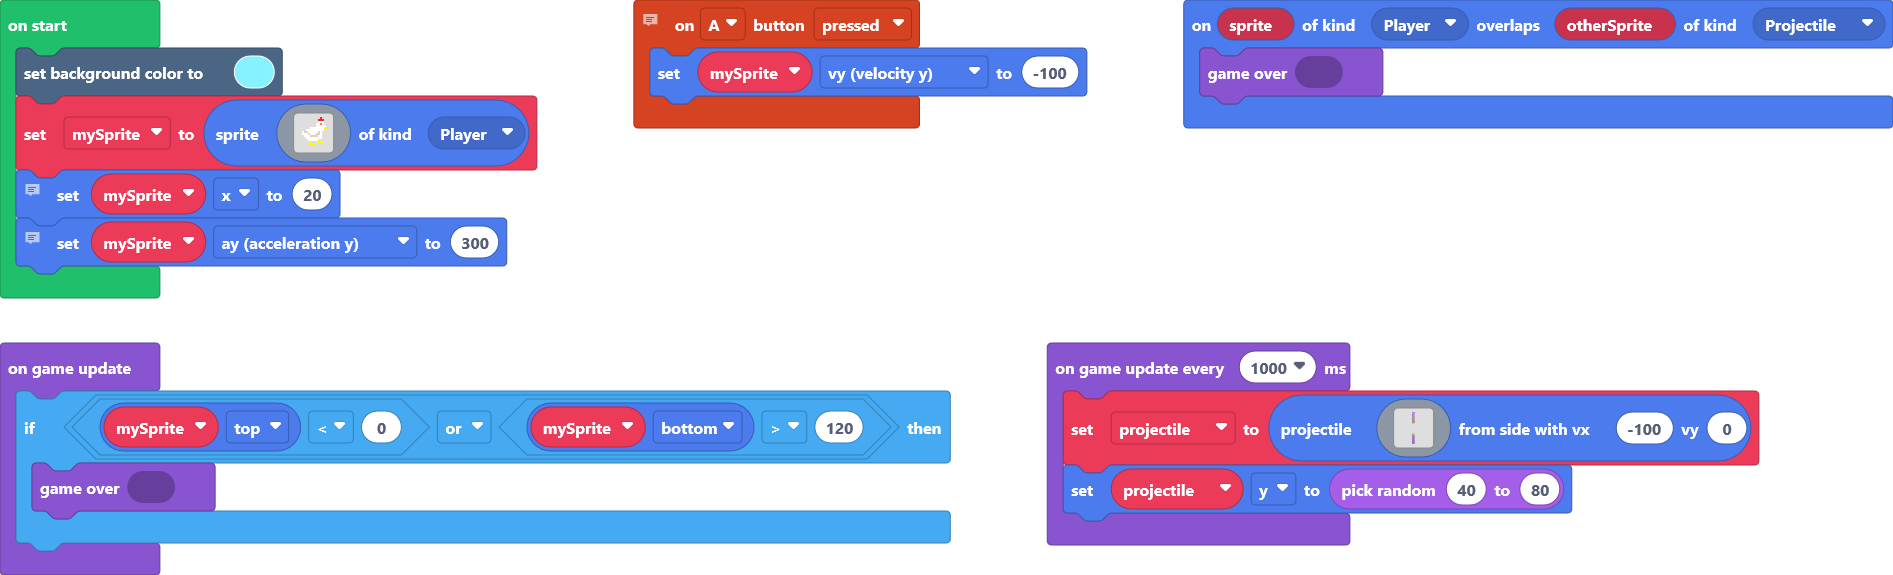 on start
set background color to
set mySprite to sprite of kind Player
set mySprite x to 20
set mySprite ay (acceleration y) to 300
on A button pressed
set mySprite vy (velocity y) to -100
on sprite of kind Player overlaps otherSprite of kind Projectile
game over
on game update
if mySprite top < 0 or mySprite bottom > 120 then
game over
on game update every 1000 ms
set projectile to projectile from side with vx -100 vy 0
set projectile y to pick random 40 to 80